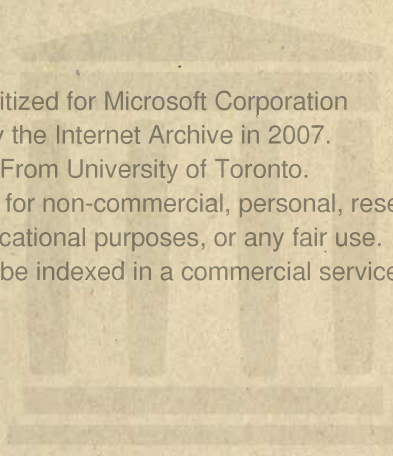 itized for Microsoft Corporation
the Internet Archive in 2007.
From University of Toronto.
for non-commercial, personal, rese
cational purposes, or any fair use.
be indexed in a commercial service